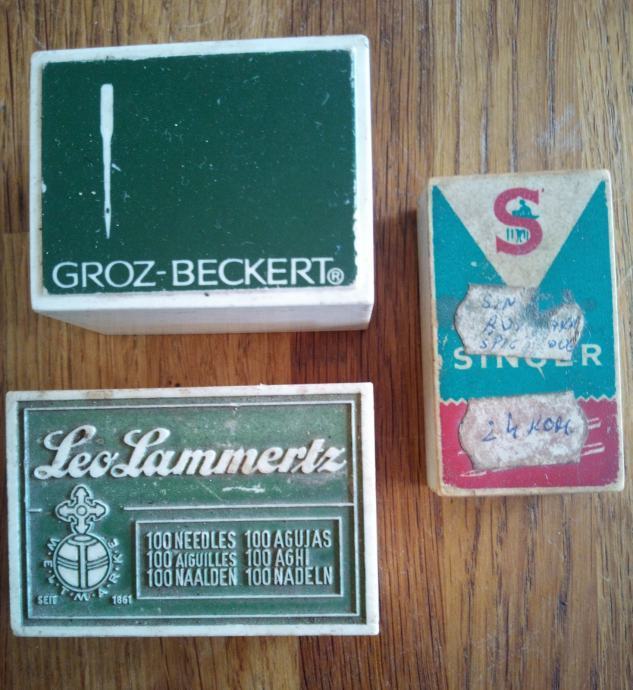 GROZ-BECKERT®
S
SINGER
24 KOM
Leo Lammertz
100 NEEDLES 100 AGUJAS
100 AIGUILLES 100 AGHI
100 NAALDEN 100 NADELN
WELTMARKE
SEIT 1861